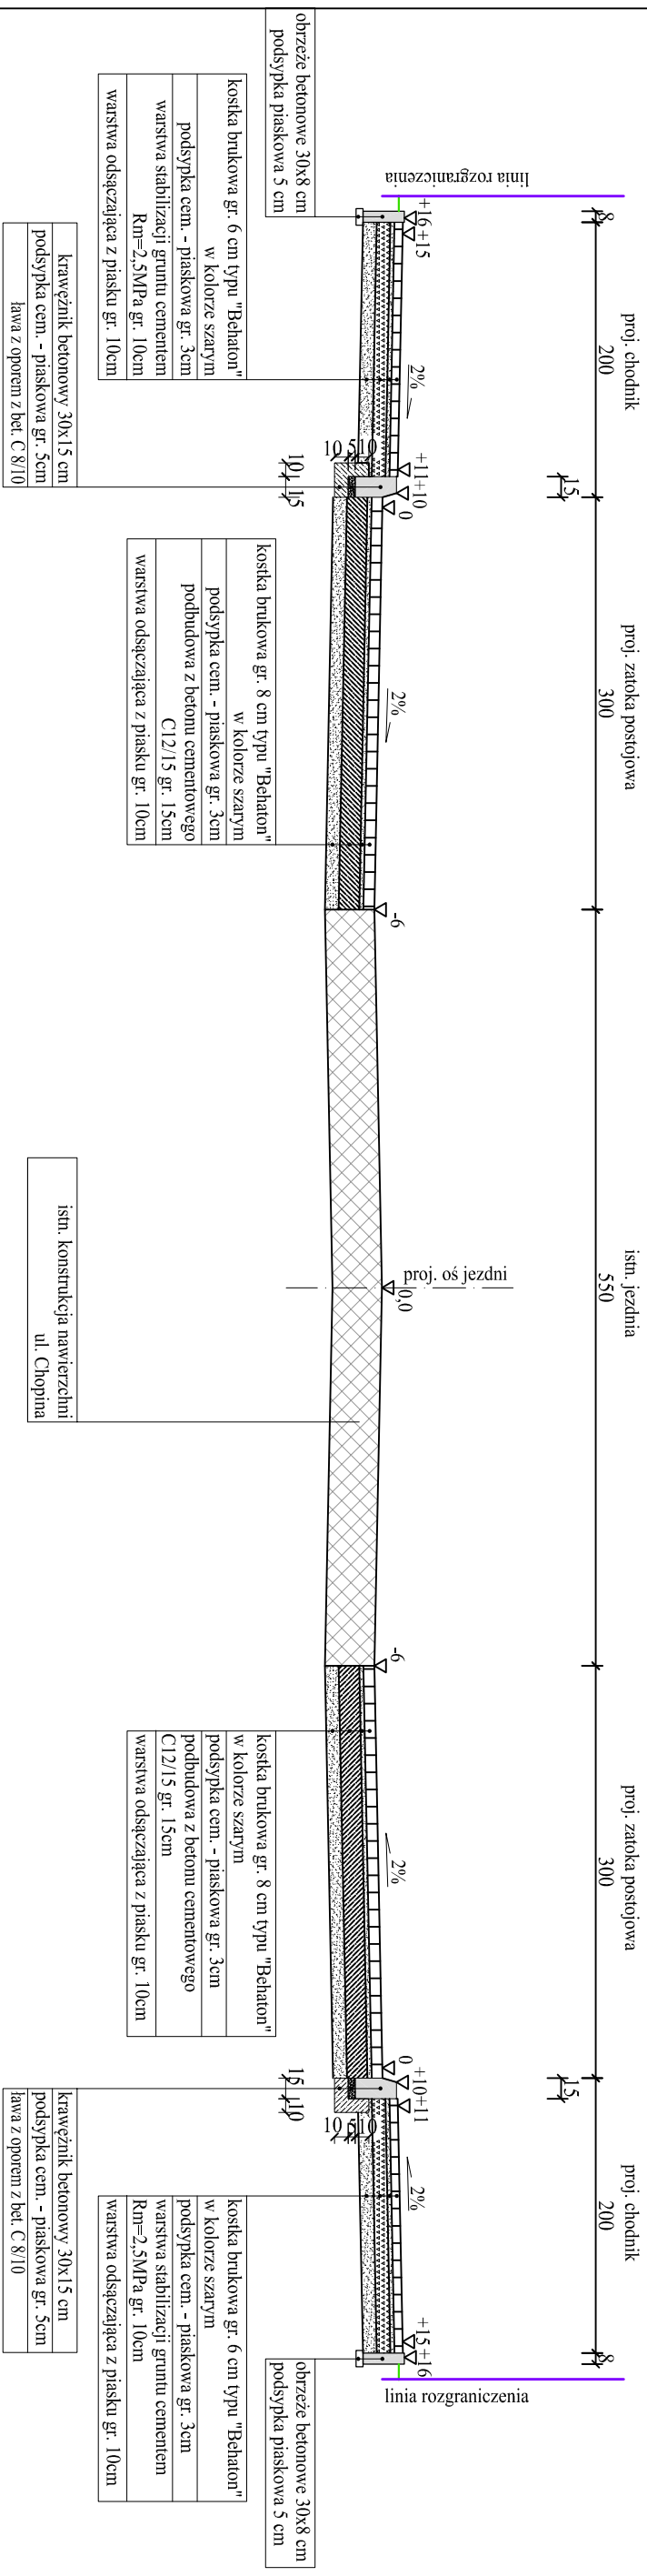 proj. chodnik
200
8
15
proj. zatoka postojowa
300
istn. jezdnia
550
proj. zatoka postojowa
300
15
proj. chodnik
200
8
linia rozgraniczenia
+16
+15
2%
+11
+10
0
2%
-6
proj. oś jezdni
0,0
-6
2%
0
+10
+11
2%
+15
+16
linia rozgraniczenia
10
5
10
10
15
10
5
10
15
10
obrzeże betonowe 30x8 cm
podsypka piaskowa 5 cm
kostka brukowa gr. 6 cm typu "Behaton"
w kolorze szarym
podsypka cem. - piaskowa gr. 3cm
warstwa stabilizacji gruntu cementem
Rm=2,5MPa gr. 10cm
warstwa odsączająca z piasku gr. 10cm
krawężnik betonowy 30x15 cm
podsypka cem. - piaskowa gr. 5cm
ława z oporem z bet. C 8/10
kostka brukowa gr. 8 cm typu "Behaton"
w kolorze szarym
podsypka cem. - piaskowa gr. 3cm
podbudowa z betonu cementowego
C12/15 gr. 15cm
warstwa odsączająca z piasku gr. 10cm
istn. konstrukcja nawierzchni
ul. Chopina
kostka brukowa gr. 8 cm typu "Behaton"
w kolorze szarym
podsypka cem. - piaskowa gr. 3cm
podbudowa z betonu cementowego
C12/15 gr. 15cm
warstwa odsączająca z piasku gr. 10cm
krawężnik betonowy 30x15 cm
podsypka cem. - piaskowa gr. 5cm
ława z oporem z bet. C 8/10
kostka brukowa gr. 6 cm typu "Behaton"
w kolorze szarym
podsypka cem. - piaskowa gr. 3cm
warstwa stabilizacji gruntu cementem
Rm=2,5MPa gr. 10cm
warstwa odsączająca z piasku gr. 10cm
obrzeże betonowe 30x8 cm
podsypka piaskowa 5 cm